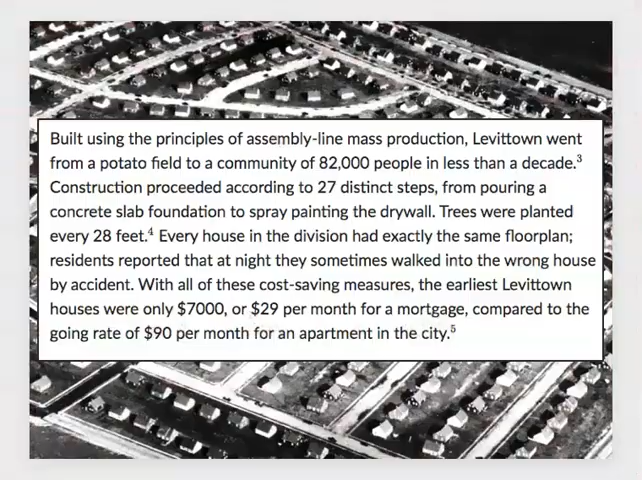 Built using the principles of assembly-line mass production, Levittown went
from a potato field to a community of 82,000 people in less than a decade.³
Construction proceeded according to 27 distinct steps, from pouring a
concrete slab foundation to spray painting the drywall. Trees were planted
every 28 feet.⁴ Every house in the division had exactly the same floorplan;
residents reported that at night they sometimes walked into the wrong house
by accident. With all of these cost-saving measures, the earliest Levittown
houses were only $7000, or $29 per month for a mortgage, compared to the
going rate of $90 per month for an apartment in the city.⁵